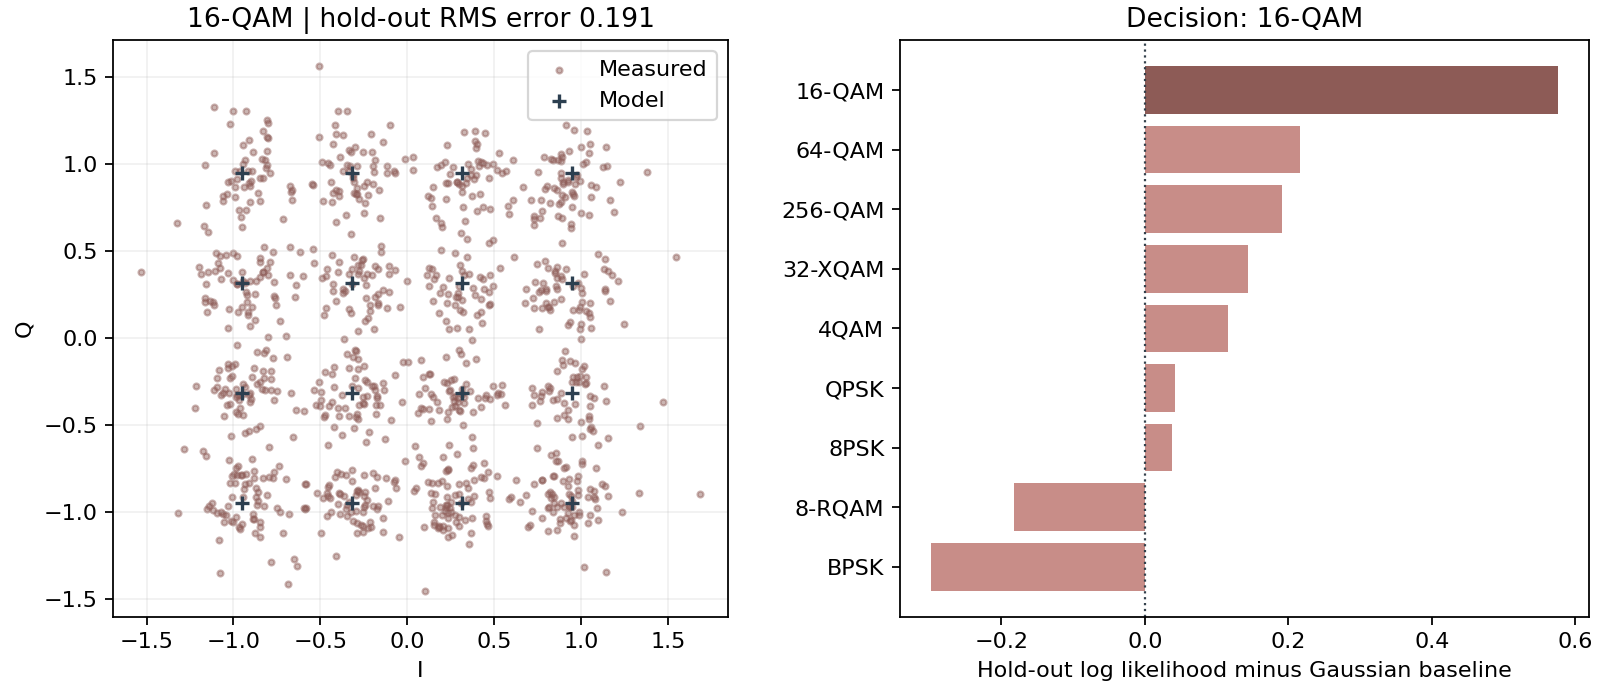 16-QAM | hold-out RMS error 0.191
Measured
Model
1.5
1.0
0.5
0.0
−0.5
−1.0
−1.5
Q
−1.5 −1.0 −0.5 0.0 0.5 1.0 1.5
I
Decision: 16-QAM
16-QAM
64-QAM
256-QAM
32-XQAM
4QAM
QPSK
8PSK
8-RQAM
BPSK
−0.2 0.0 0.2 0.4 0.6
Hold-out log likelihood minus Gaussian baseline